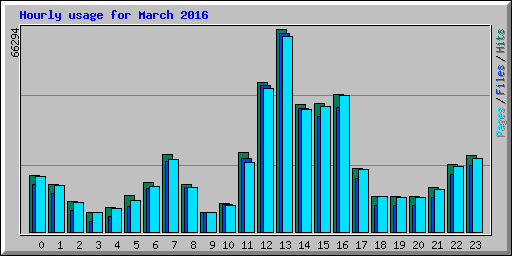 Hourly usage for March 2016
66294
Pages / Files / Hits
0 1 2 3 4 5 6 7 8 9 10 11 12 13 14 15 16 17 18 19 20 21 22 23